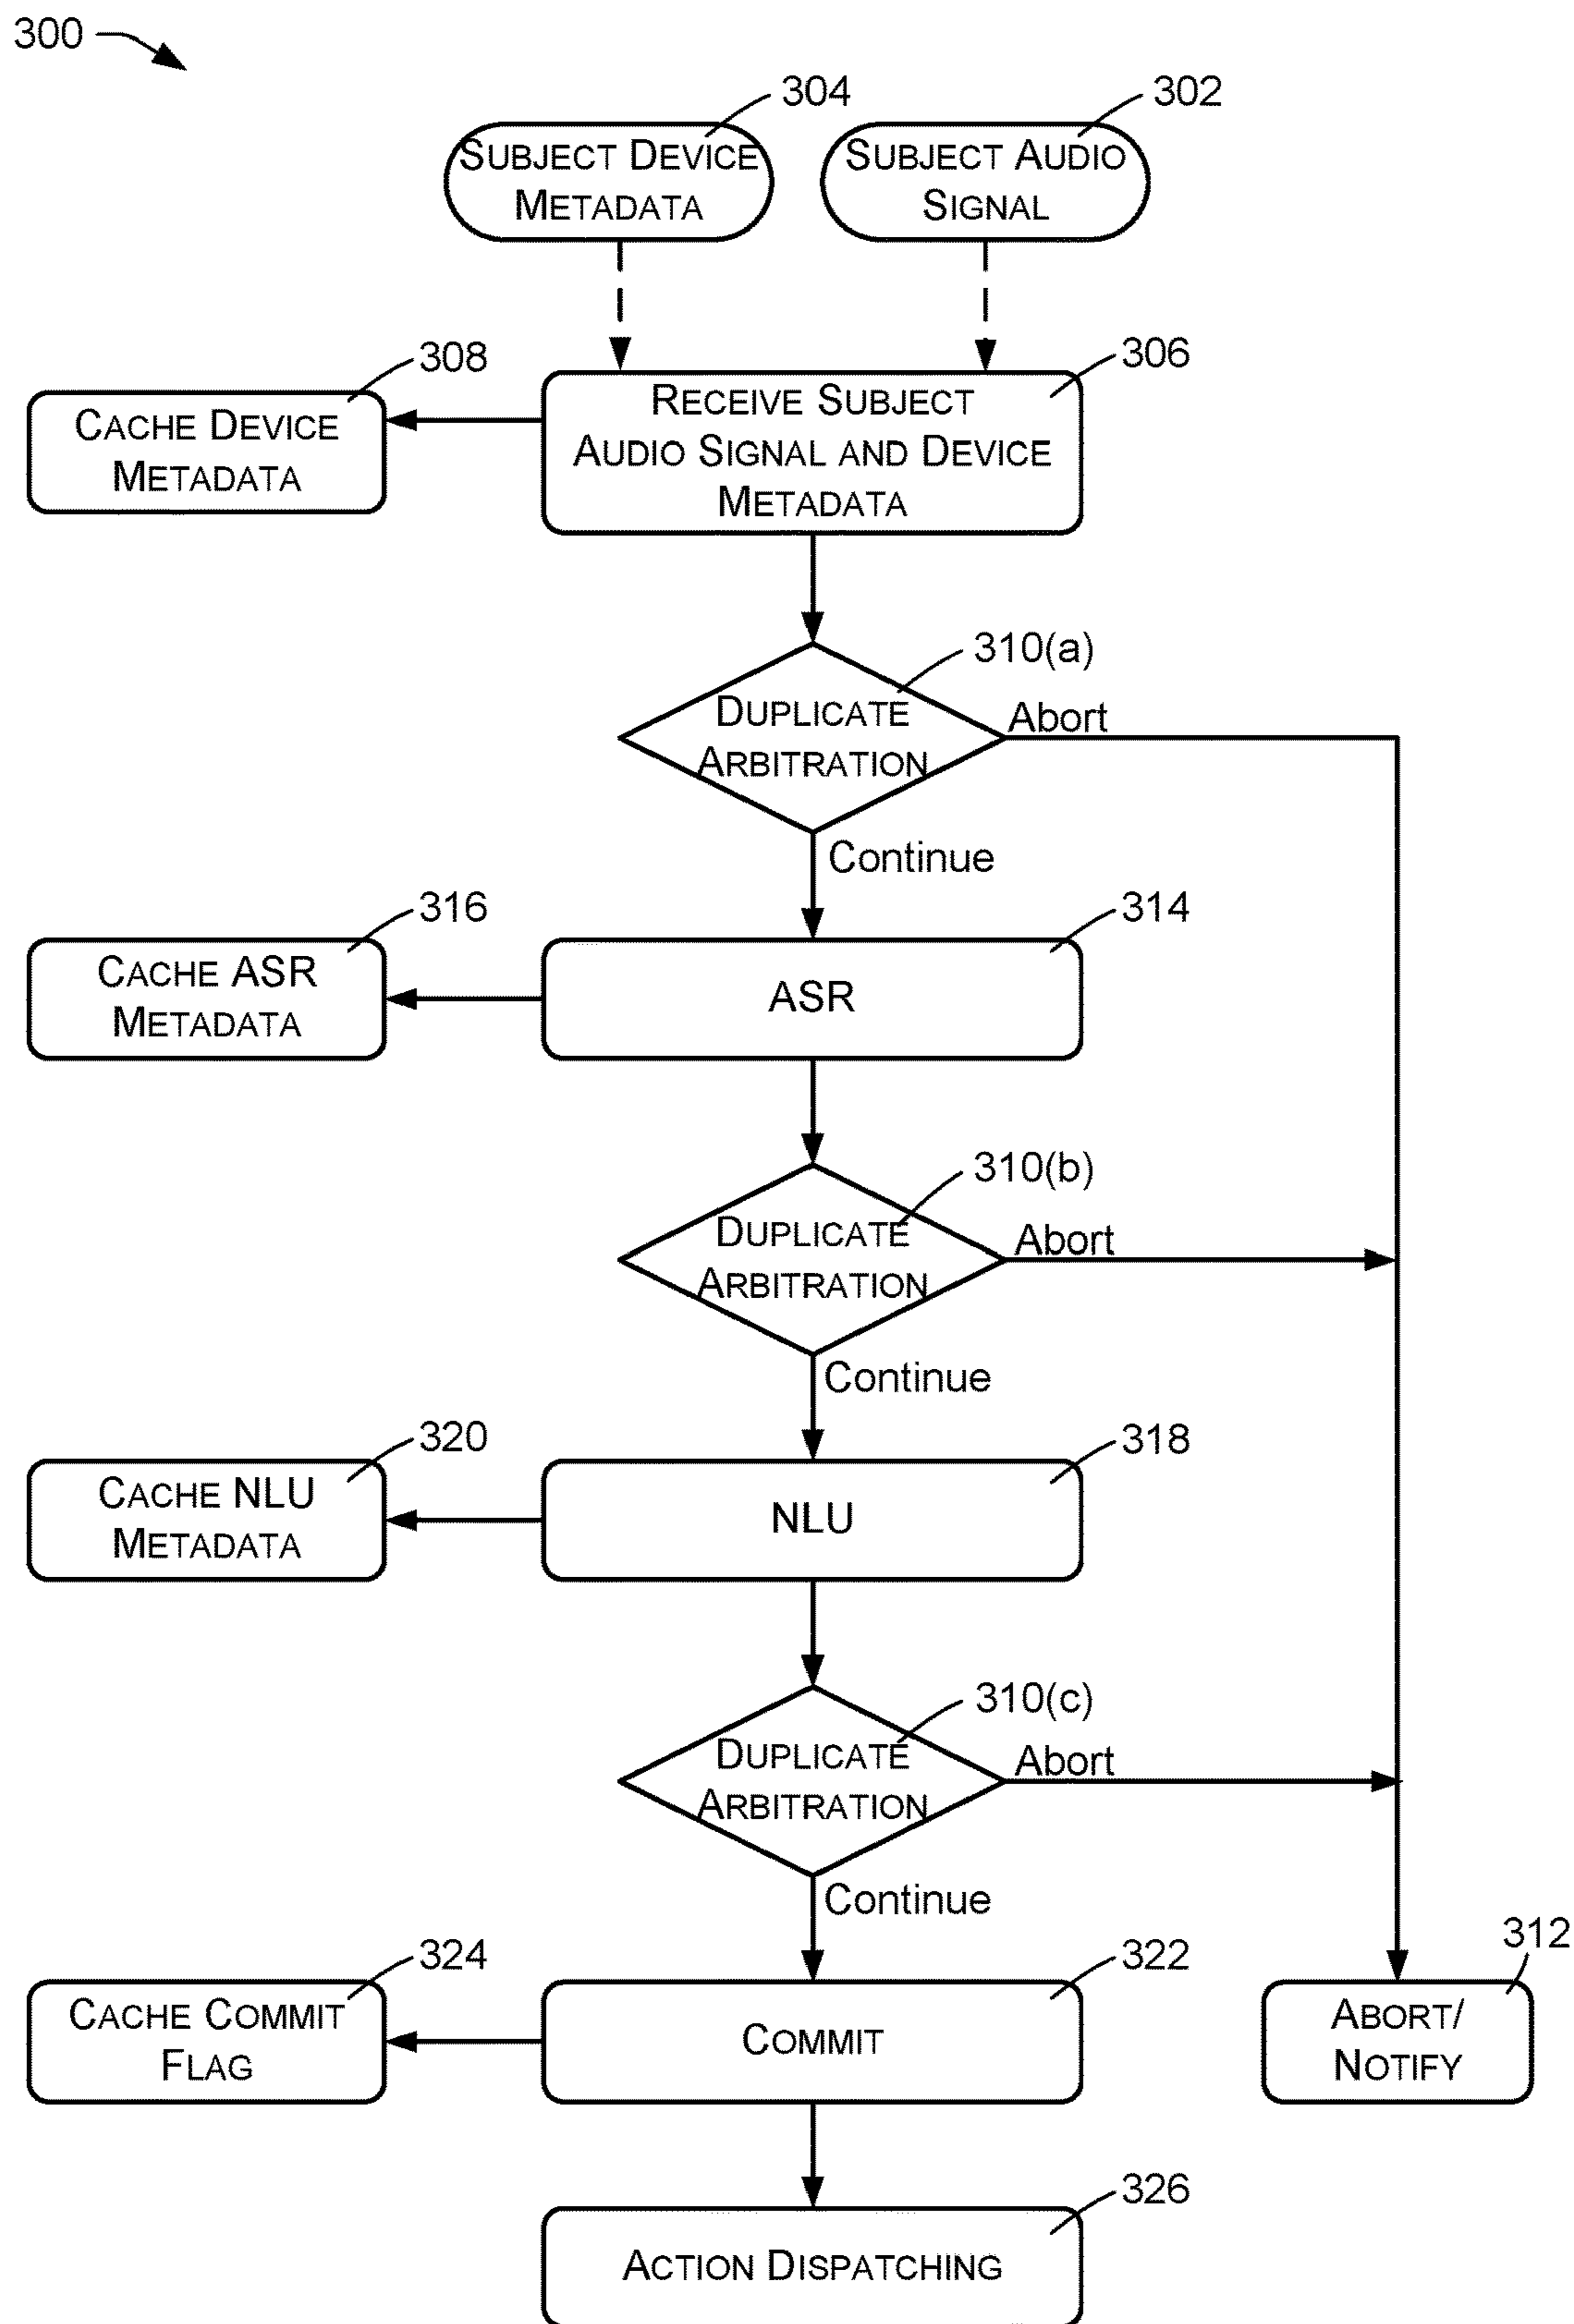 300
304
302
SUBJECT DEVICE
METADATA
SUBJECT AUDIO
SIGNAL
308
306
CACHE DEVICE
METADATA
RECEIVE SUBJECT
AUDIO SIGNAL AND DEVICE
METADATA
310(a)
DUPLICATE
ARBITRATION
Abort
Continue
316
314
CACHE ASR
METADATA
ASR
310(b)
DUPLICATE
ARBITRATION
Abort
Continue
320
318
CACHE NLU
METADATA
NLU
310(c)
DUPLICATE
ARBITRATION
Abort
Continue
324
322
312
CACHE COMMIT
FLAG
COMMIT
ABORT/
NOTIFY
326
ACTION DISPATCHING